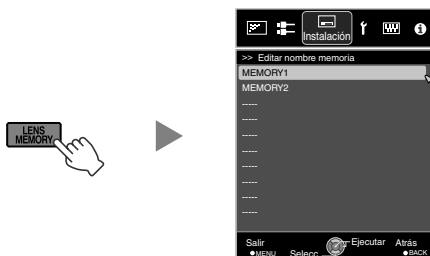 LENS
MEMORY
Instalación
>> Editar nombre memoria
MEMORY1
MEMORY2
-----
-----
-----
-----
-----
-----
-----
-----
Salir
Ejecutar
Atrás
●MENU
Selecc
●BACK